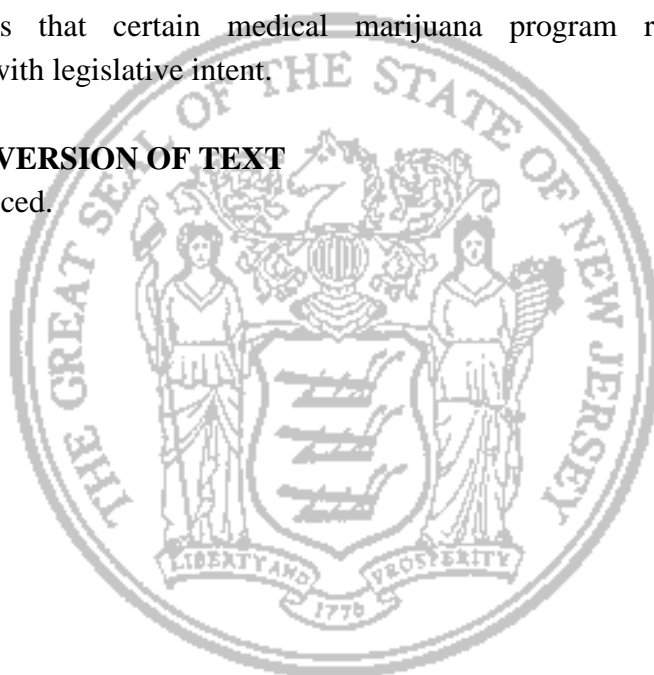 s that certain medical marijuana program r
with legislative intent.
VERSION OF TEXT
ced.
THE GREAT SEAL OF THE STATE OF NEW JERSEY
LIBERTY AND PROSPERITY
1776